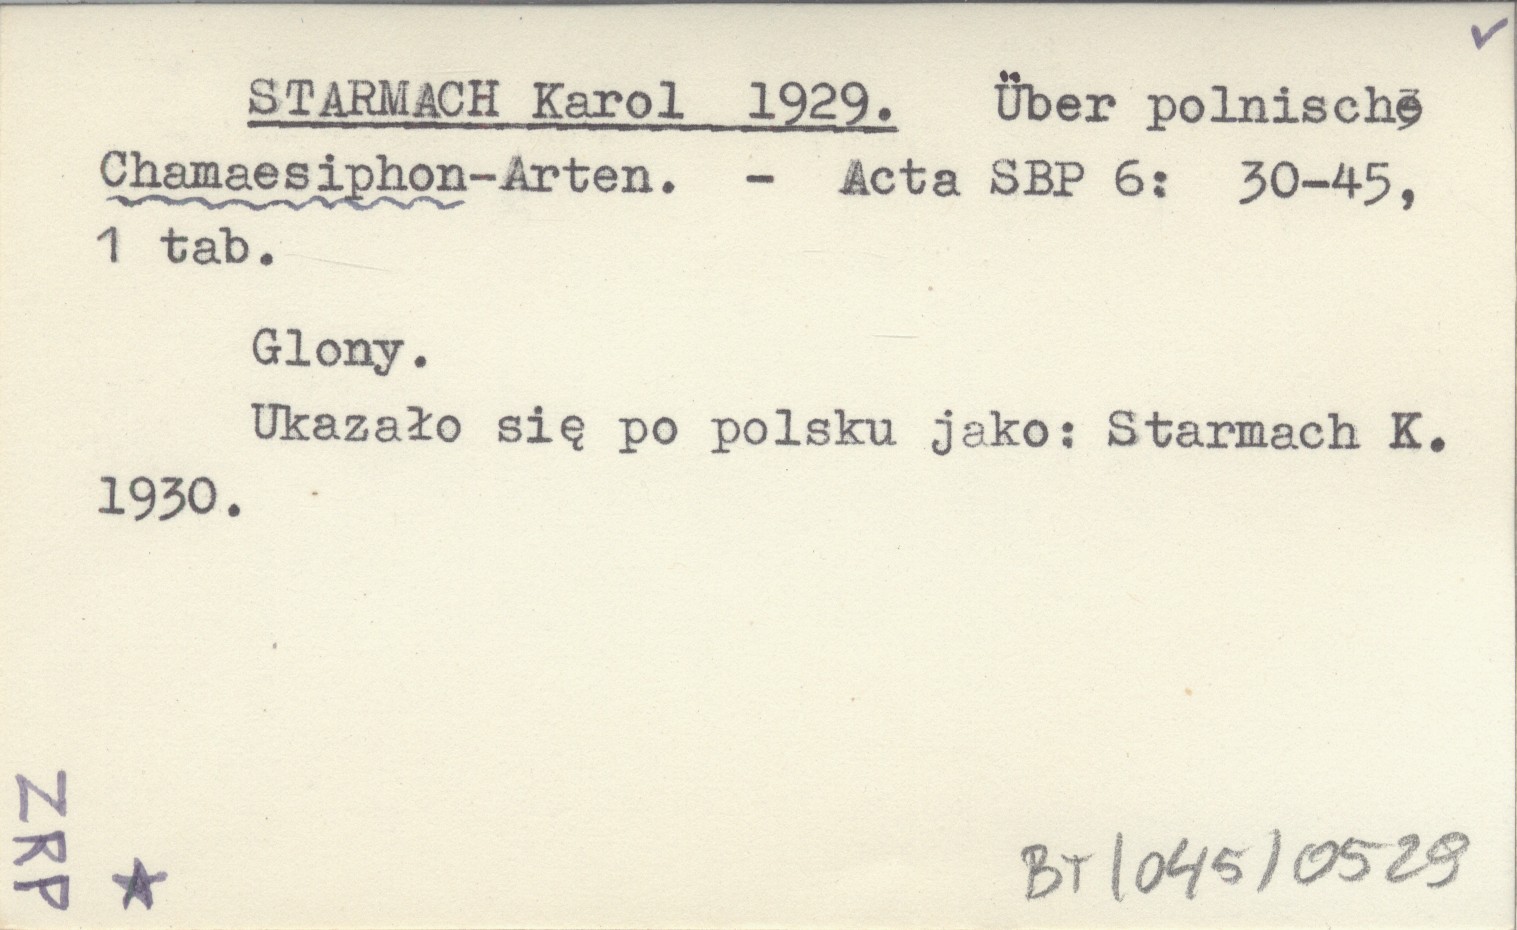 STARMACH Karol 1929. Über polnische
Chamaesiphon-Arten. - Acta SBP 6: 30-45,
1 tab.
Glony.
Ukazało się po polsku jako: Starmach K.
1930.
ZRP
BT/045/0529